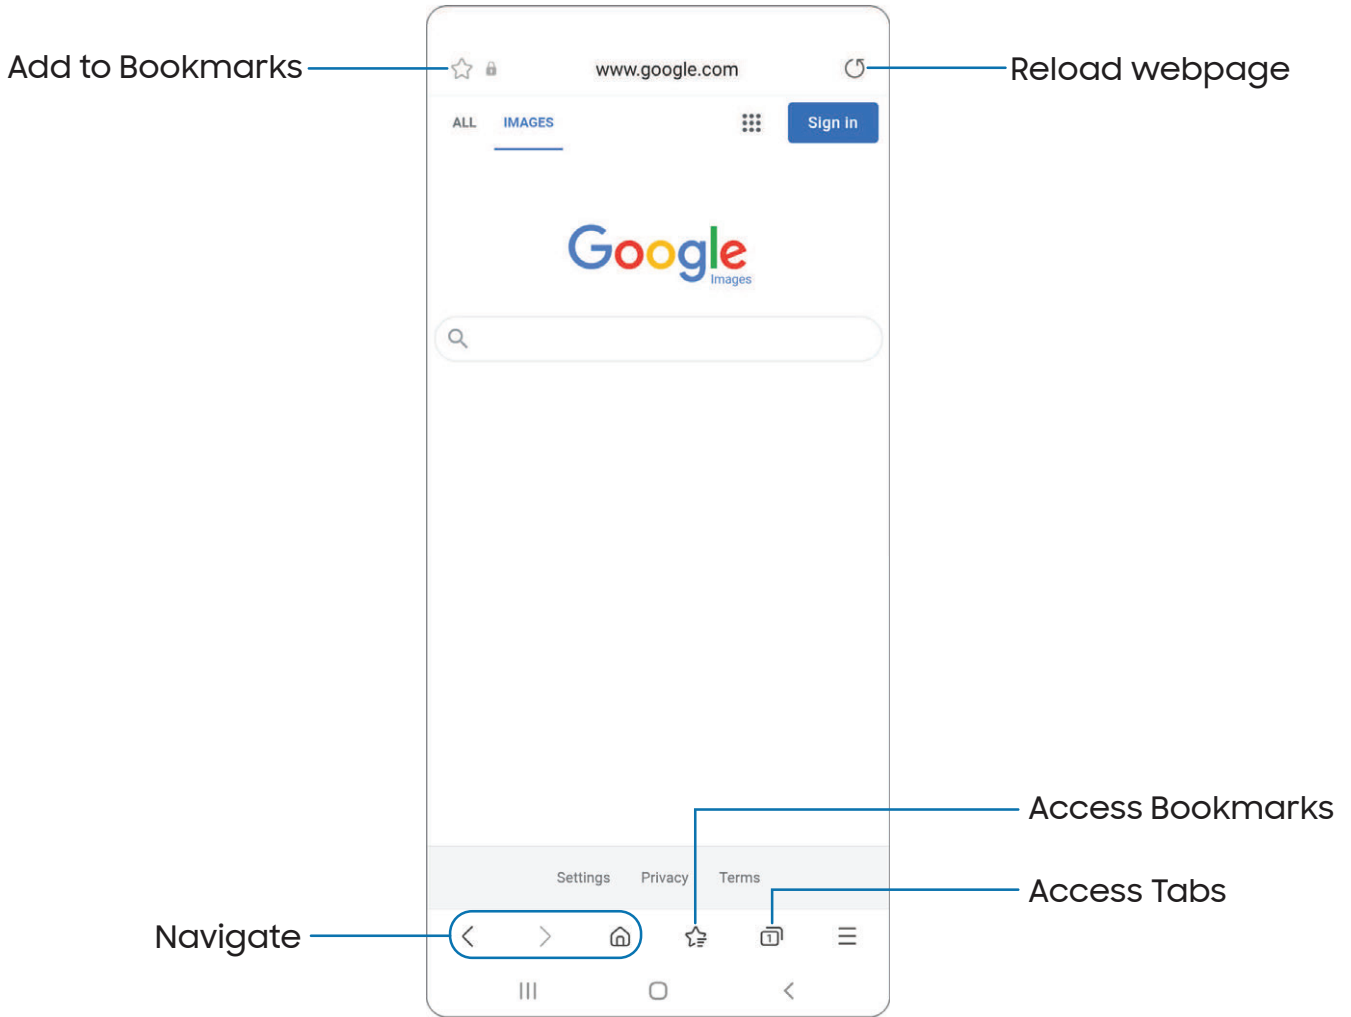 Add to Bookmarks
www.google.com
Reload webpage
ALL IMAGES Sign in
Google
Images
Access Bookmarks
Settings Privacy Terms
Access Tabs
Navigate
1